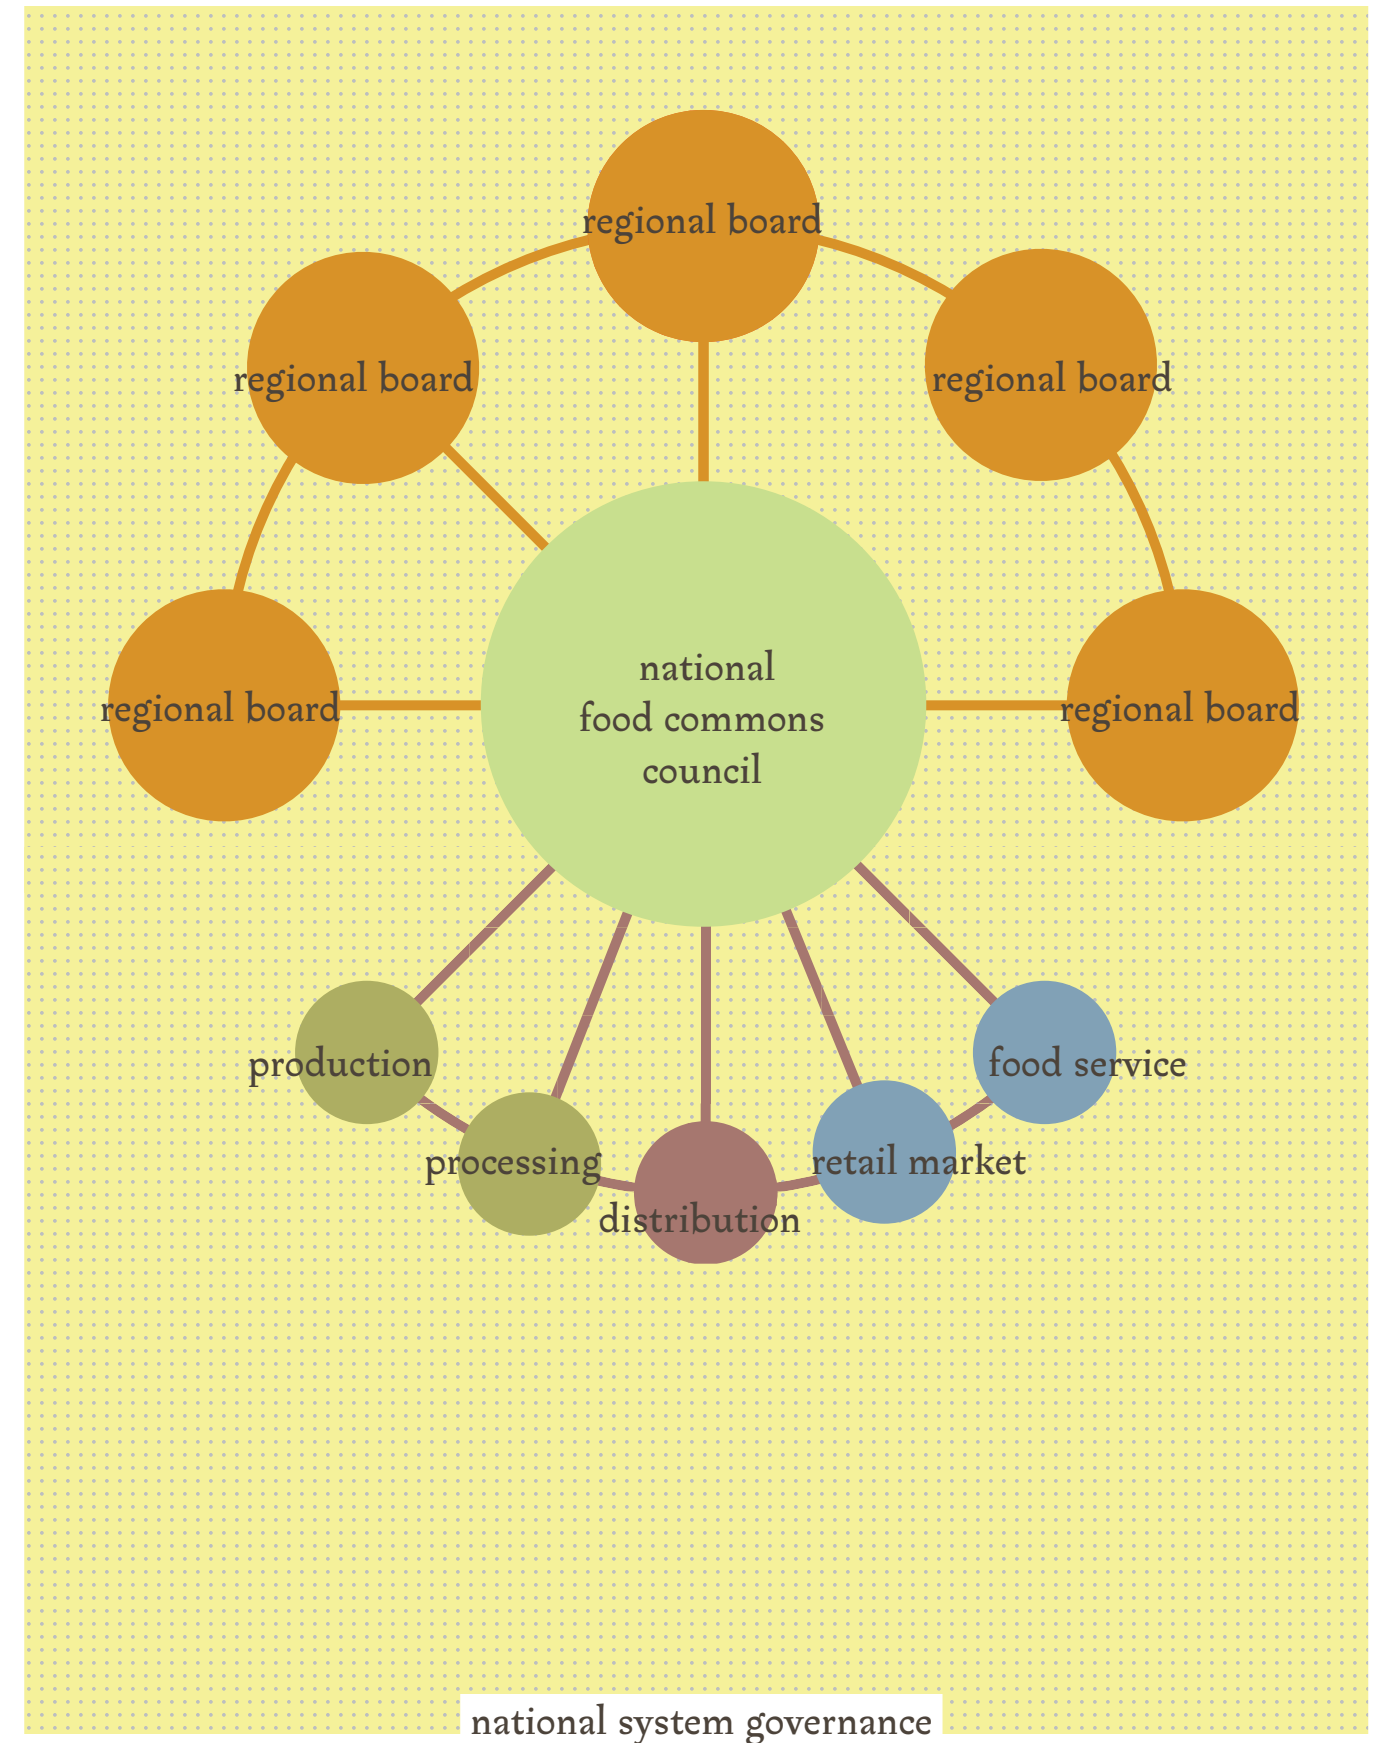 regional board
regional board
regional board
regional board
regional board
national
food commons
council
production
food service
processing
retail market
distribution
national system governance